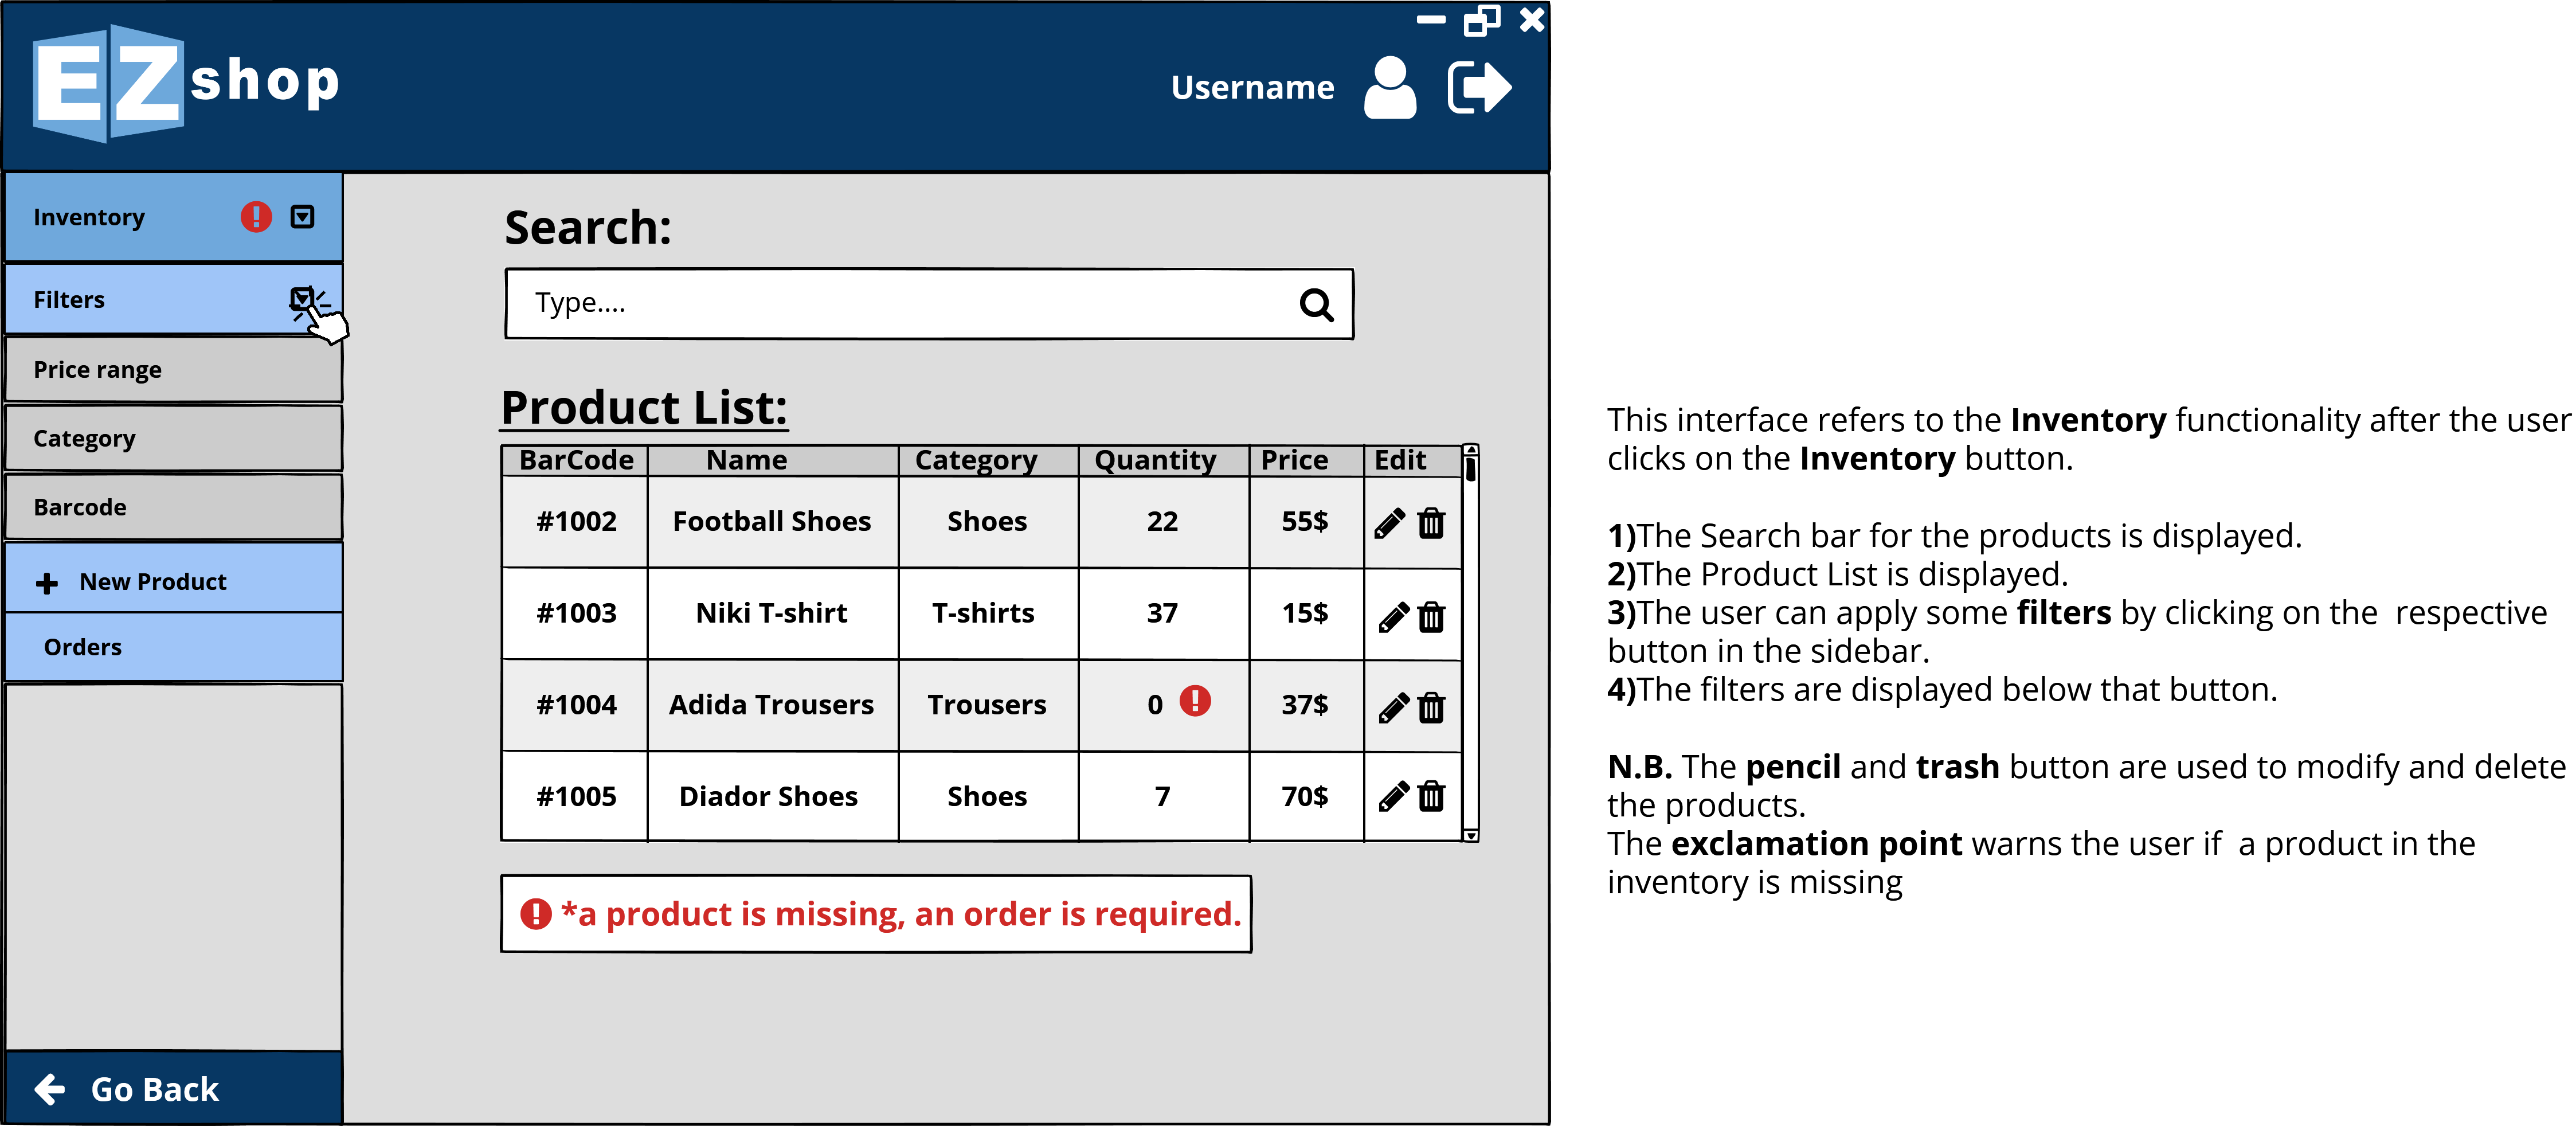 EZshop
Username
Inventory
Filters
Price range
Category
Barcode
New Product
Orders
Go Back
Search:
Type....
Product List:
BarCode Name Category Quantity Price Edit
#1002 Football Shoes Shoes 22 55$
#1003 Niki T-shirt T-shirts 37 15$
#1004 Adida Trousers Trousers 0 37$
#1005 Diador Shoes Shoes 7 70$
*a product is missing, an order is required.
This interface refers to the Inventory functionality after the user
clicks on the Inventory button.
1)The Search bar for the products is displayed.
2)The Product List is displayed.
3)The user can apply some filters by clicking on the respective
button in the sidebar.
4)The filters are displayed below that button.
N.B. The pencil and trash button are used to modify and delete
the products.
The exclamation point warns the user if a product in the
inventory is missing